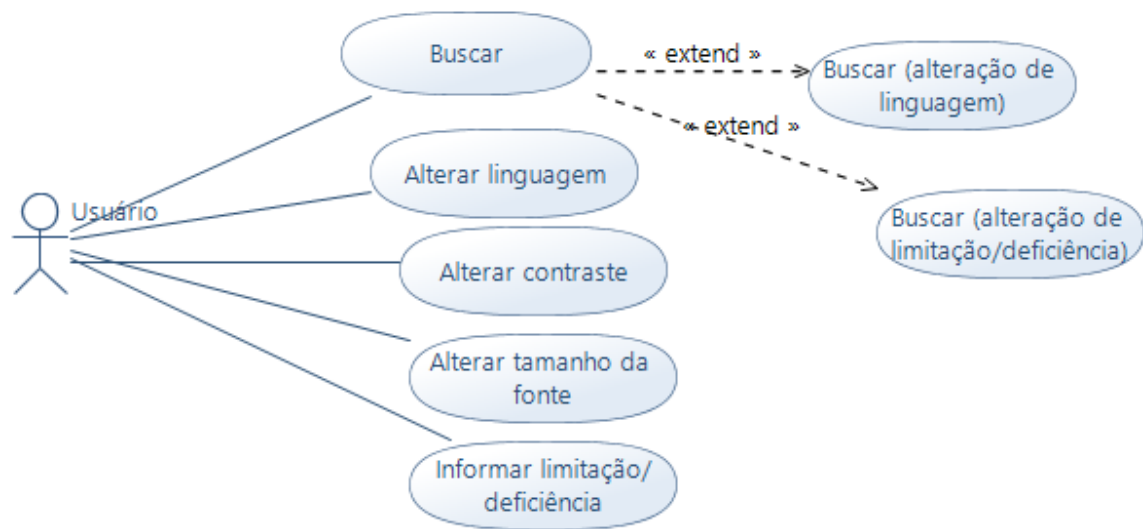 Buscar
« extend »
Buscar (alteração de
linguagem)
« extend »
Alterar linguagem
Usuário
Buscar (alteração de
limitação/deficiência)
Alterar contraste
Alterar tamanho da
fonte
Informar limitação/
deficiência